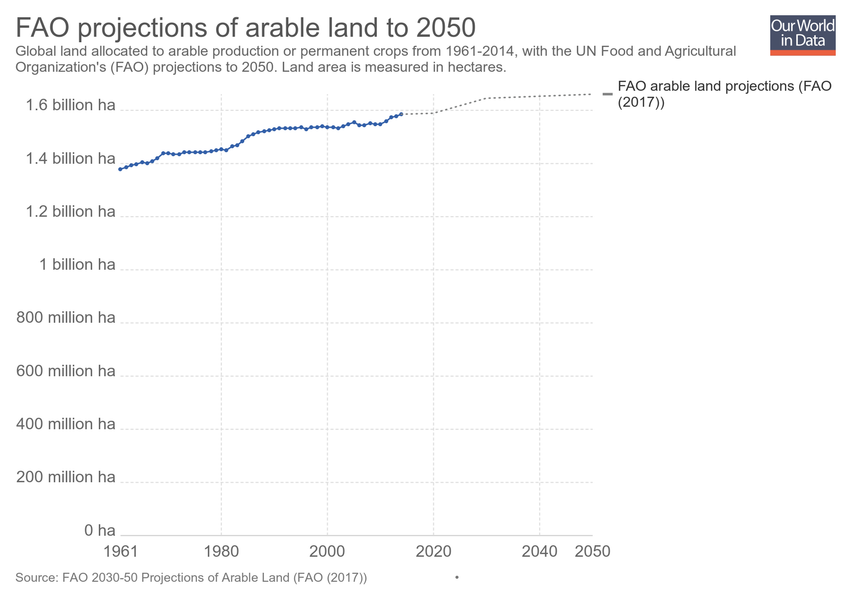 FAO projections of arable land to 2050
Our World
in Data
Global land allocated to arable production or permanent crops from 1961-2014, with the UN Food and Agricultural
Organization's (FAO) projections to 2050. Land area is measured in hectares.
FAO arable land projections (FAO
(2017))
1.6 billion ha
1.4 billion ha
1.2 billion ha
1 billion ha
800 million ha
600 million ha
400 million ha
200 million ha
0 ha
1961 1980 2000 2020 2040 2050
Source: FAO 2030-50 Projections of Arable Land (FAO (2017)) •